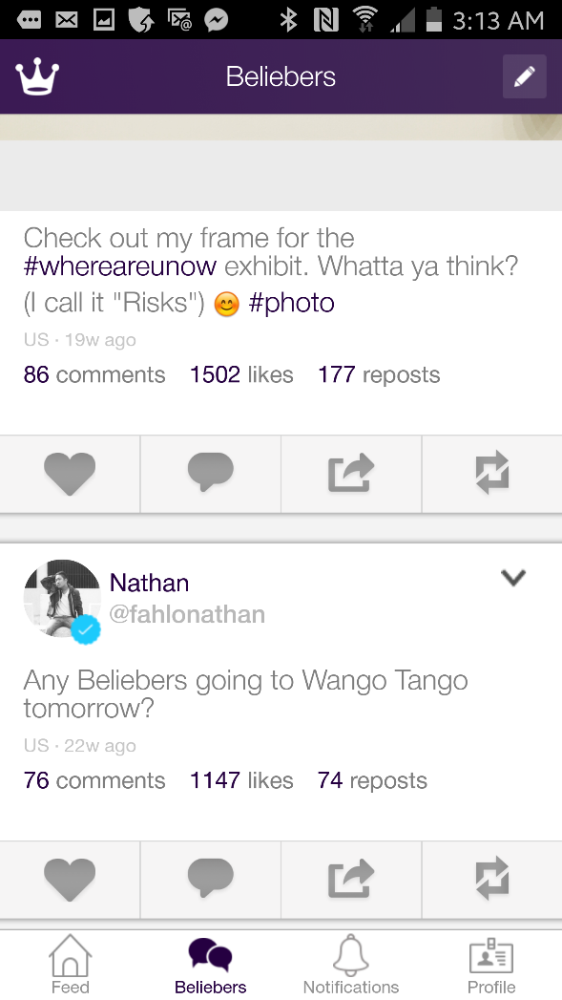 3:13 AM
Beliebers
Check out my frame for the
#whereareunow exhibit. Whatta ya think?
(I call it "Risks") 😊 #photo
US · 19w ago
86 comments 1502 likes 177 reposts
Nathan
@fahlonathan
Any Beliebers going to Wango Tango
tomorrow?
US · 22w ago
76 comments 1147 likes 74 reposts
Feed Beliebers Notifications Profile